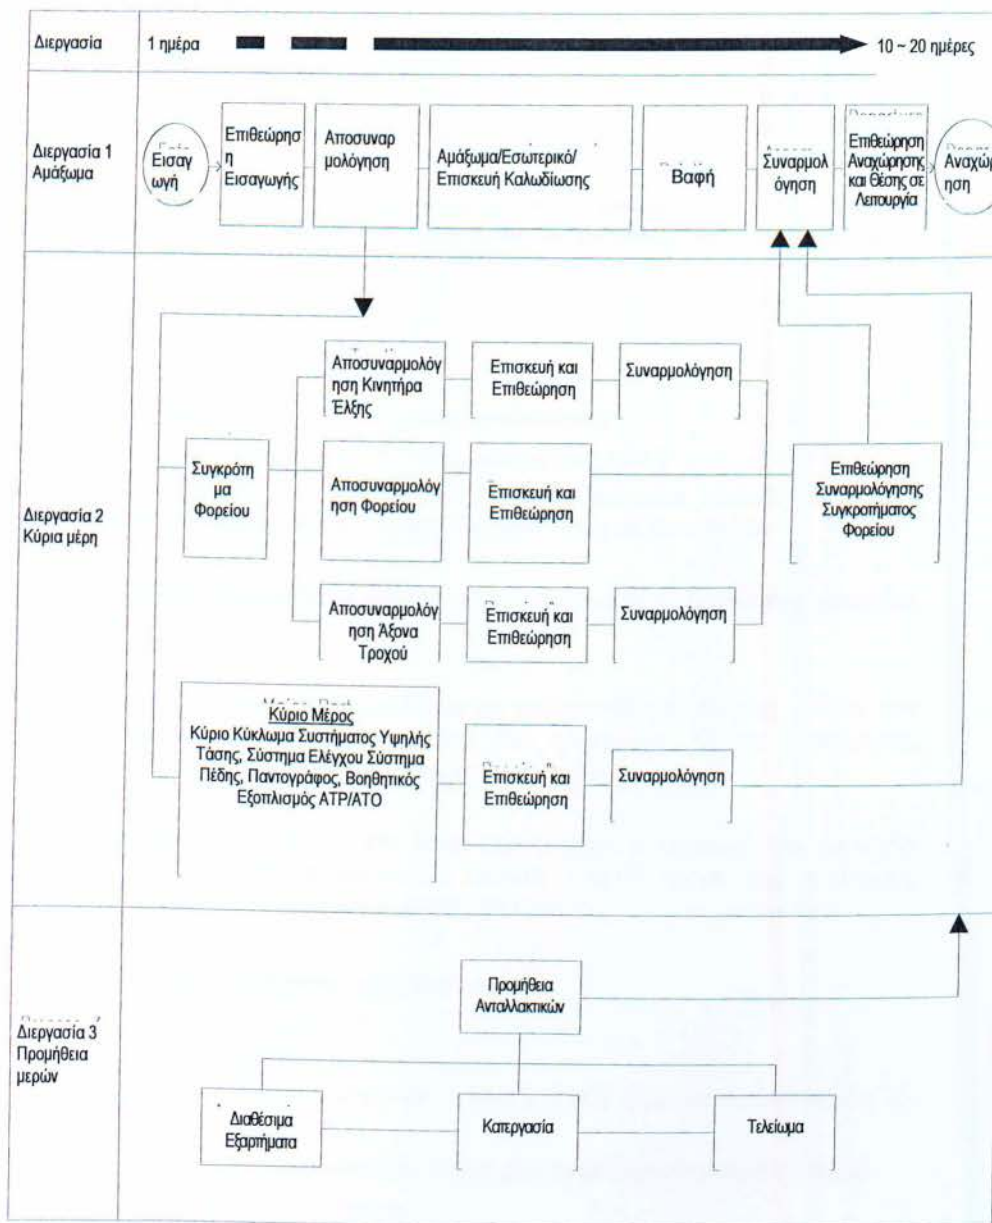 Διεργασία
1 ημέρα
10 ~ 20 ημέρες
Διεργασία 1
Αμάξωμα
Εισαγ
ωγή
Επιθεώρησ
η
Εισαγωγής
Αποσυναρ
μολόγηση
Αμάξωμα/Εσωτερικό/
Επισκευή Καλωδίωσης
Βαφή
Συναρμολ
όγηση
Επιθεώρηση
Αναχώρησης
και Θέσης σε
Λειτουργία
Αναχώρ
ηση
Διεργασία 2
Κύρια μέρη
Αποσυναρμολόγ
ηση Κινητήρα
Έλξης
Επισκευή και
Επιθεώρηση
Συναρμολόγηση
Συγκρότη
μα
Φορείου
Αποσυναρμολόγ
ηση Φορείου
Επισκευή και
Επιθεώρηση
Επιθεώρηση
Συναρμολόγησης
Συγκροτήματος
Φορείου
Αποσυναρμολόγ
ηση Άξονα
Τροχού
Επισκευή και
Επιθεώρηση
Συναρμολόγηση
Κύριο Μέρος
Κύριο Κύκλωμα Συστήματος Υψηλής
Τάσης, Σύστημα Ελέγχου Σύστημα
Πέδης, Παντογράφος, Βοηθητικός
Εξοπλισμός ATP/ATO
Επισκευή και
Επιθεώρηση
Συναρμολόγηση
Διεργασία 3
Προμήθεια
μερών
Προμήθεια
Ανταλλακτικών
Διαθέσιμα
Εξαρτήματα
Κατεργασία
Τελείωμα